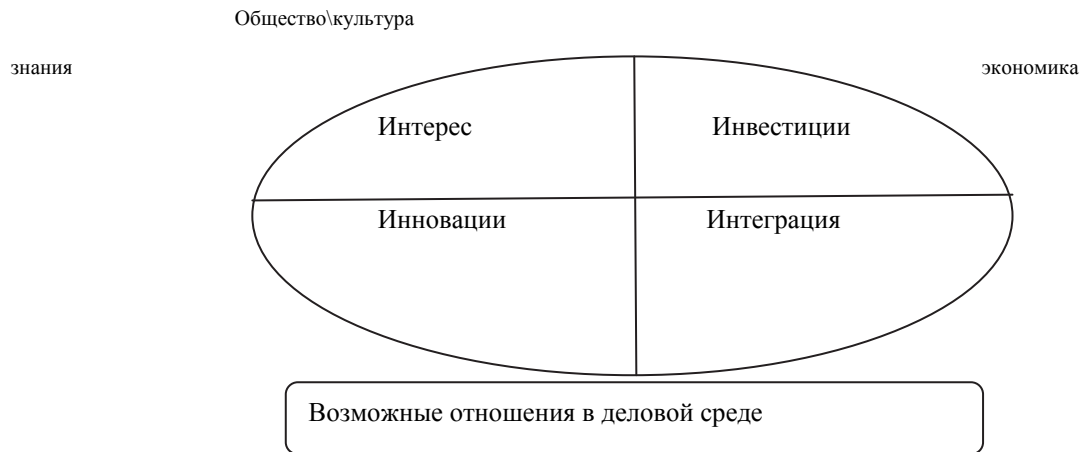 Общество\культура
знания
экономика
Интерес
Инвестиции
Инновации
Интеграция
Возможные отношения в деловой среде